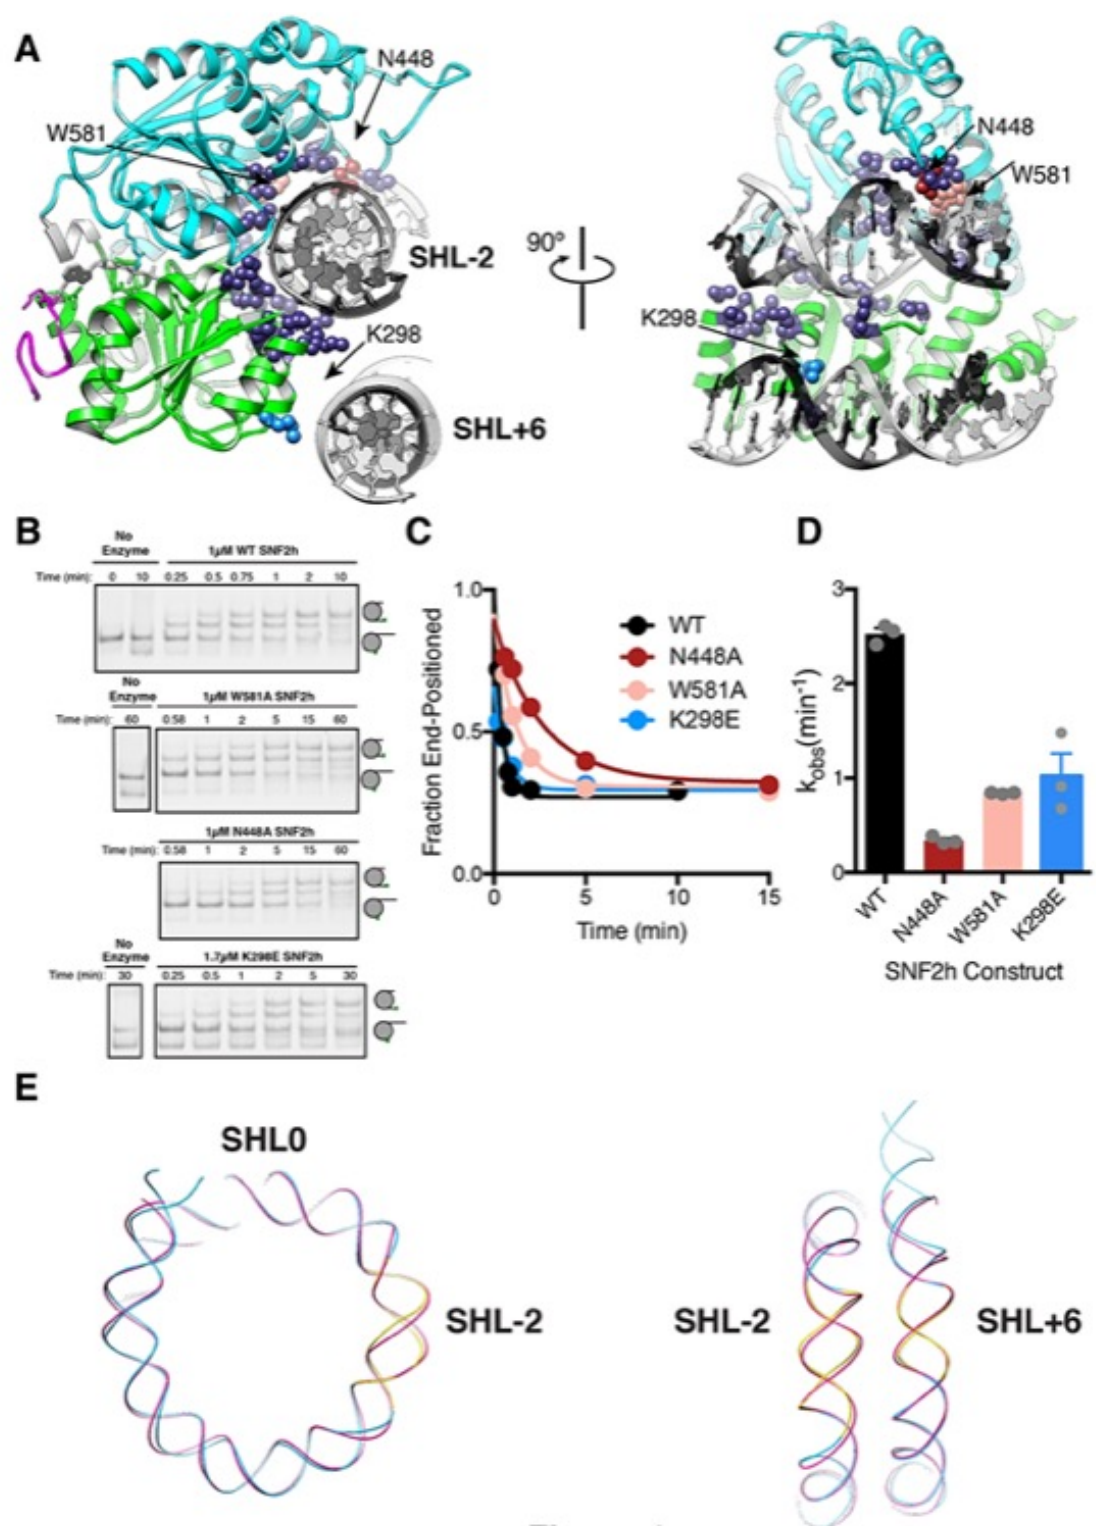 A
N448
W581
SHL-2
K298
SHL+6
90º
N448
W581
K298
B
No
Enzyme
1µM WT SNF2h
Time (min): 0 10 0.25 0.5 0.75 1 2 10
No
Enzyme
1µM W581A SNF2h
Time (min): 60 0.58 1 2 5 15 60
1µM N448A SNF2h
Time (min): 0.58 1 2 5 15 60
No
Enzyme
1.7µM K298E SNF2h
Time (min): 30 0.25 0.5 1 2 5 30
C
Fraction End-Positioned
1.0
0.5
0.0
0 5 10 15
Time (min)
WT
N448A
W581A
K298E
D
kobs(min-1)
3
2
1
0
WT N448A W581A K298E
SNF2h Construct
E
SHL0
SHL-2
SHL-2
SHL+6